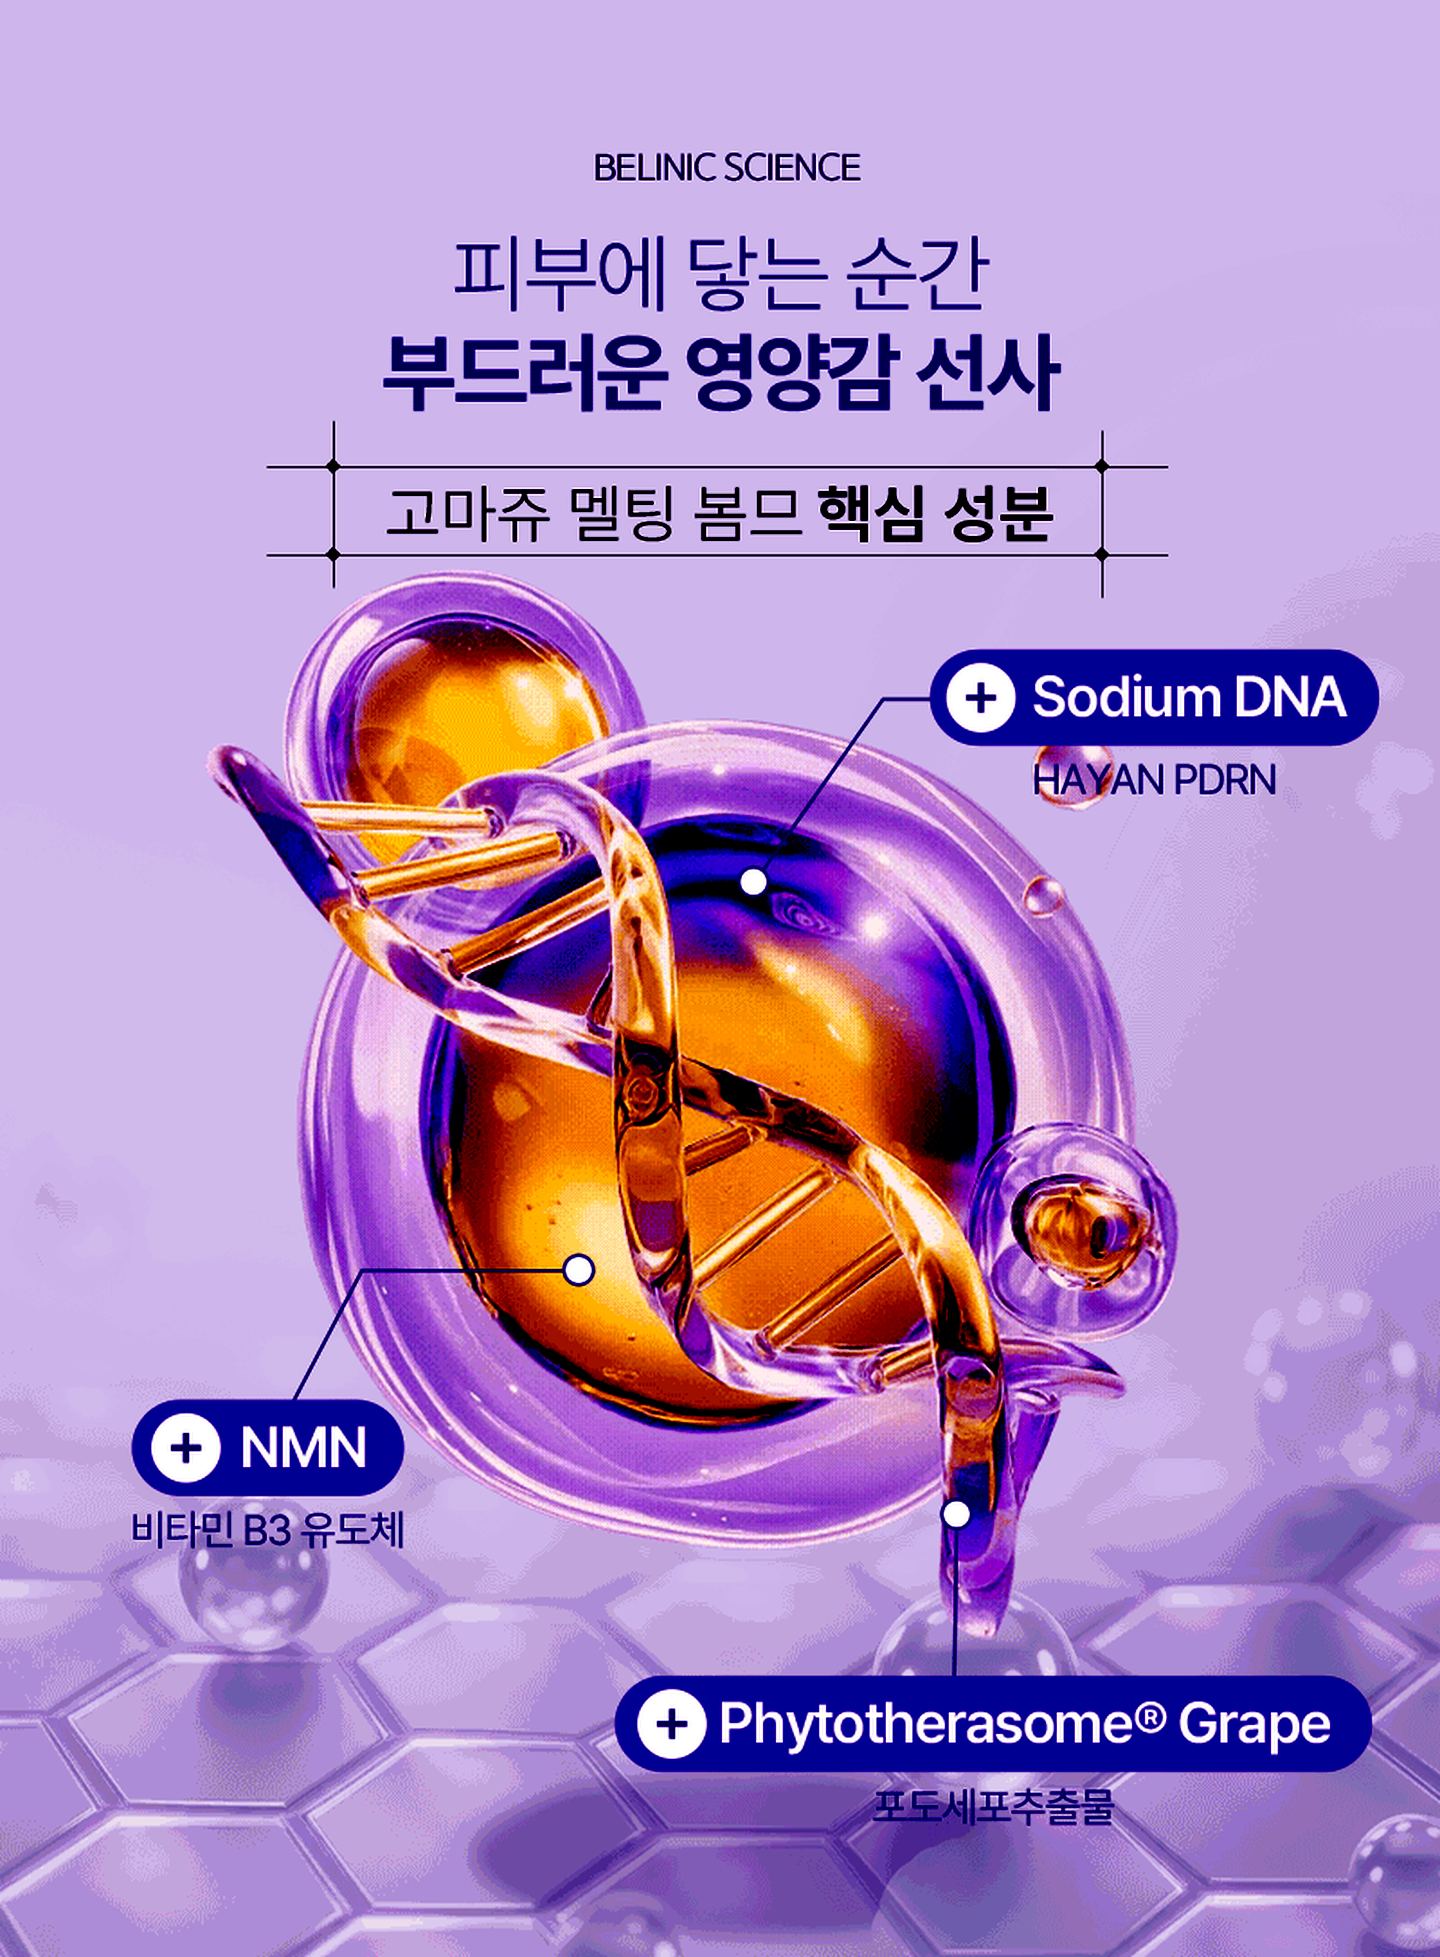 BELINIC SCIENCE
피부에 닿는 순간
부드러운 영양감 선사
고마쥬 멜팅 봄므 핵심 성분
+ Sodium DNA
HAYAN PDRN
+ NMN
비타민 B3 유도체
+ Phytotherasome® Grape
포도세포추출물